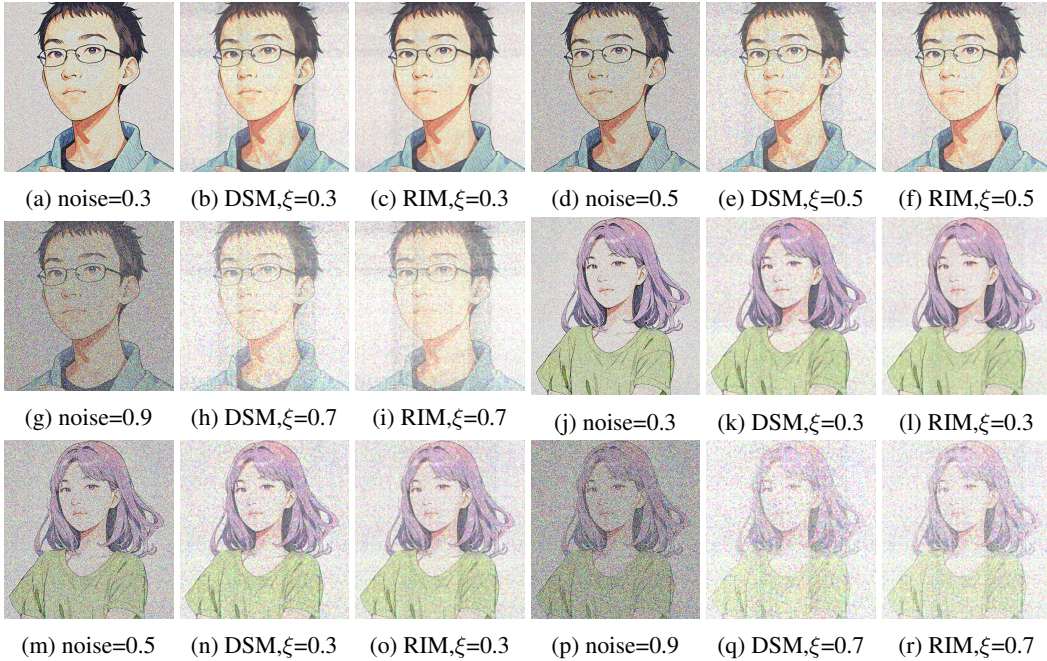 (a) noise=0.3
(b) DSM,ξ=0.3
(c) RIM,ξ=0.3
(d) noise=0.5
(e) DSM,ξ=0.5
(f) RIM,ξ=0.5
(g) noise=0.9
(h) DSM,ξ=0.7
(i) RIM,ξ=0.7
(j) noise=0.3
(k) DSM,ξ=0.3
(l) RIM,ξ=0.3
(m) noise=0.5
(n) DSM,ξ=0.3
(o) RIM,ξ=0.3
(p) noise=0.9
(q) DSM,ξ=0.7
(r) RIM,ξ=0.7